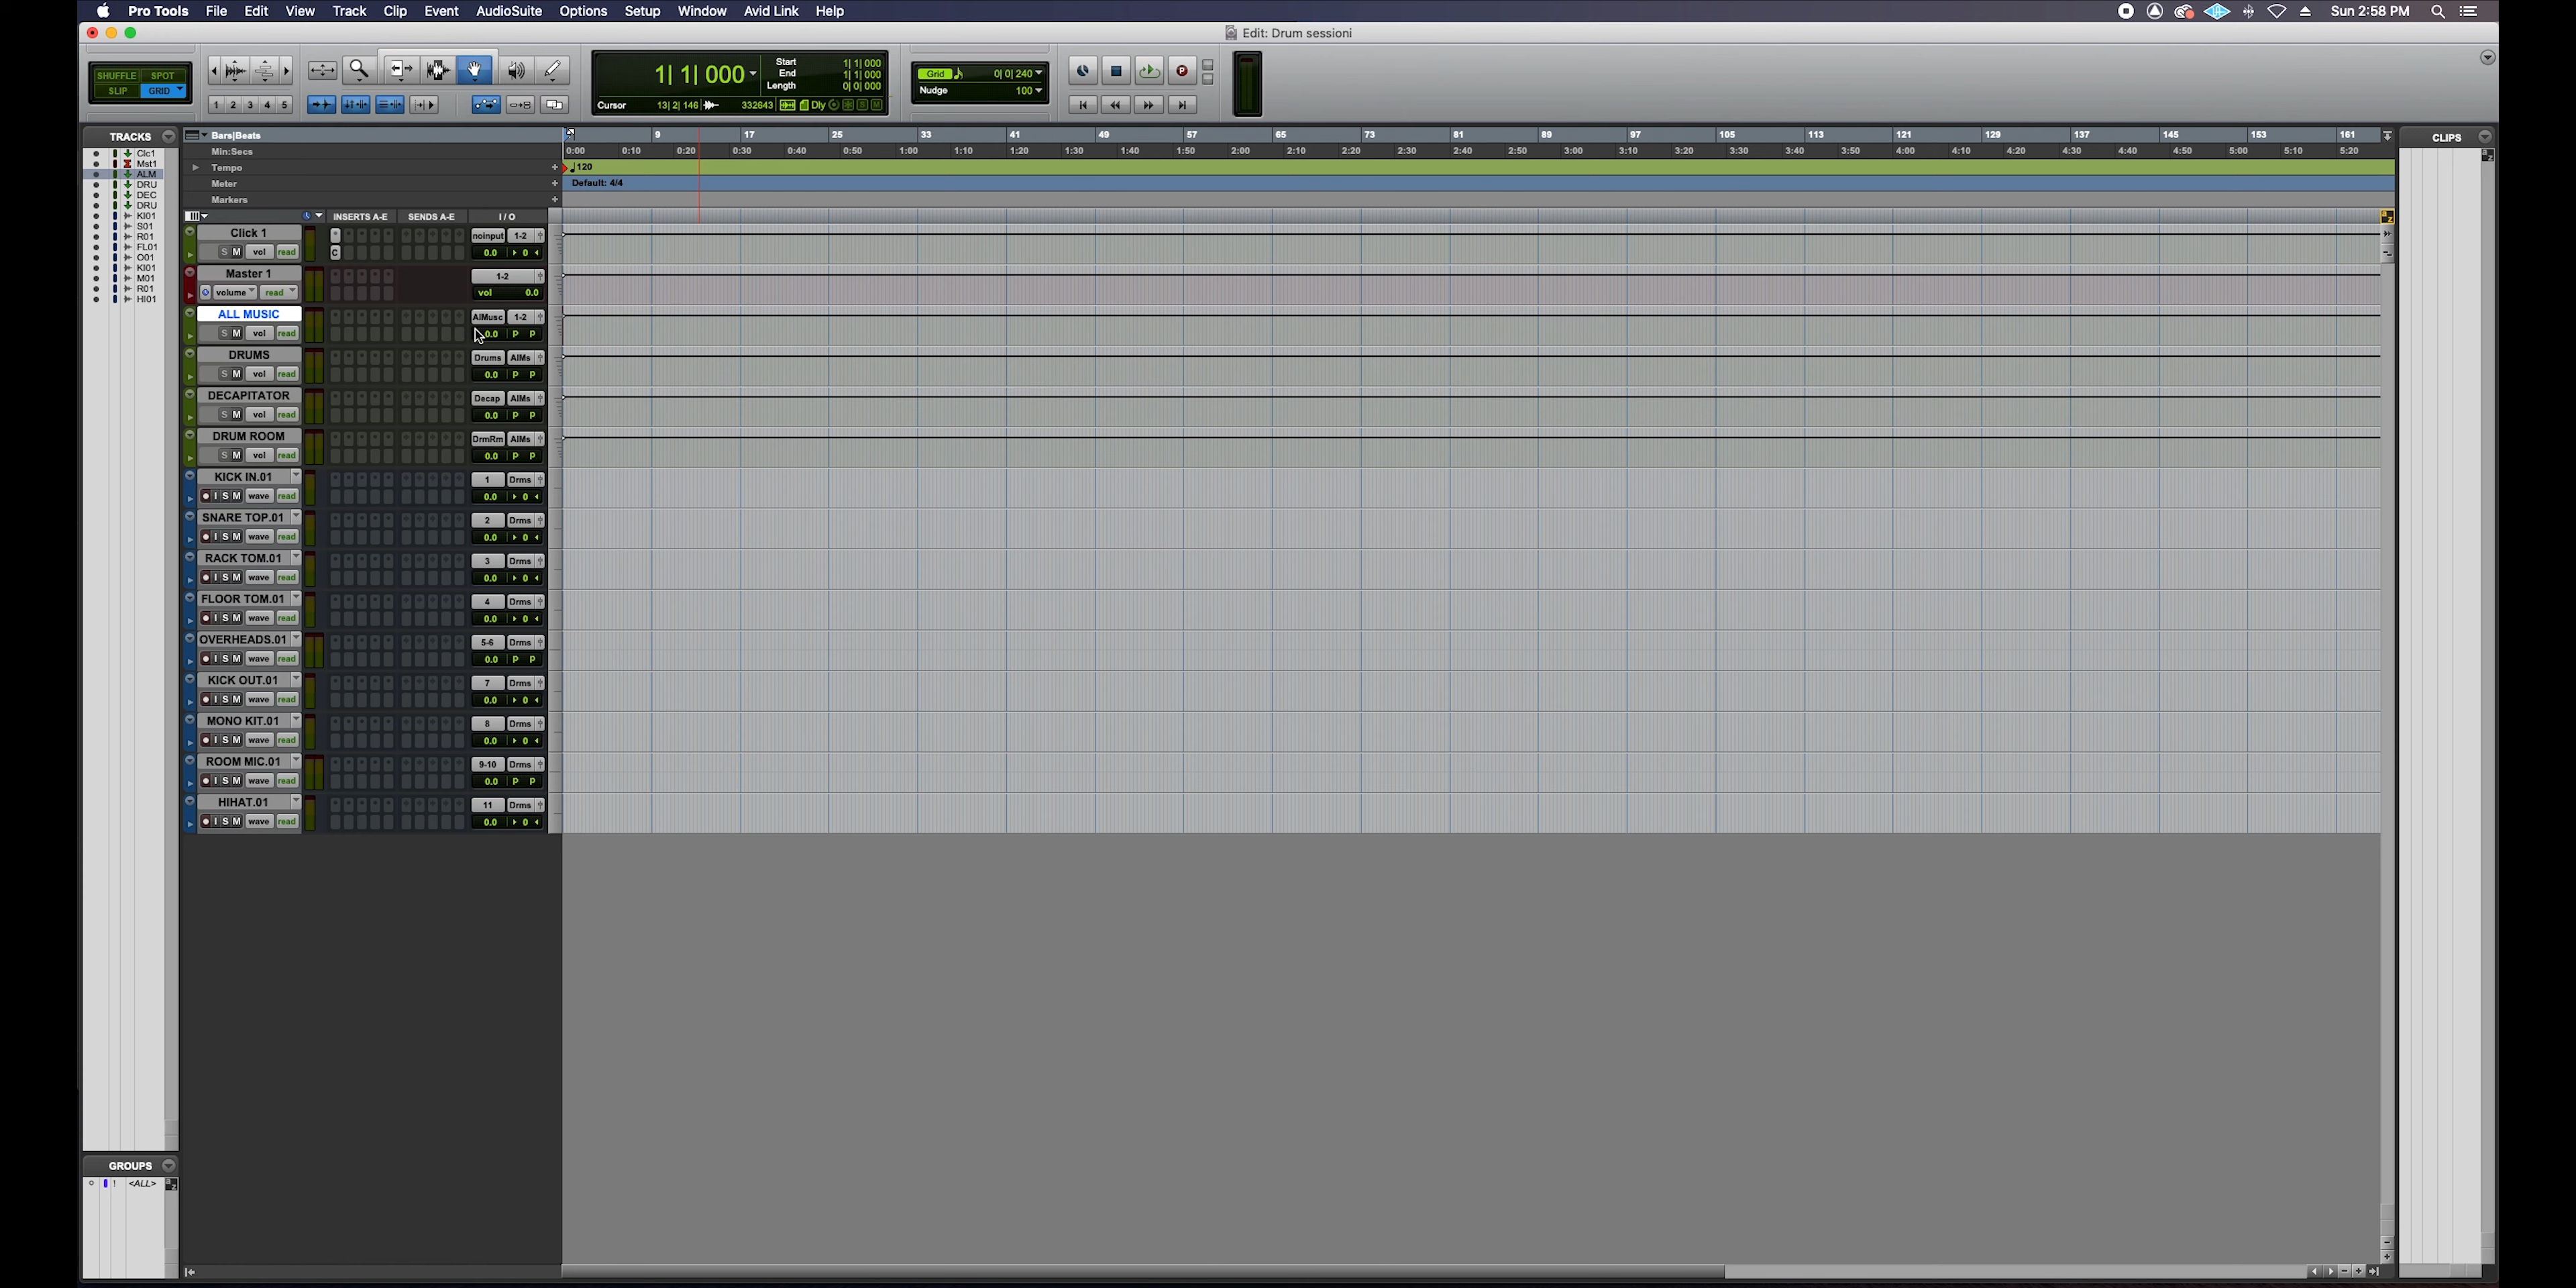 Pro Tools File Edit View Track Clip Event AudioSuite Options Setup Window Avid Link Help Sun 2:58 PM
Edit: Drum sessioni
SHUFFLE SPOT
SLIP GRID
1 2 3 4 5
1| 1| 000
Start 1| 1| 000
End 1| 1| 000
Length 0| 0| 000
Cursor 13| 2| 146 332643 Dly S M
Grid 0| 0| 240
Nudge 100
P
TRACKS
Clc1
Mst1
ALM
DRU
DEC
DRU
KI01
S01
R01
FL01
O01
KI01
M01
R01
HI01
GROUPS
! <ALL>
CLIPS
Bars|Beats 9 17 25 33 41 49 57 65 73 81 89 97 105 113 121 129 137 145 153 161
Min:Secs 0:00 0:10 0:20 0:30 0:40 0:50 1:00 1:10 1:20 1:30 1:40 1:50 2:00 2:10 2:20 2:30 2:40 2:50 3:00 3:10 3:20 3:30 3:40 3:50 4:00 4:10 4:20 4:30 4:40 4:50 5:00 5:10 5:20
Tempo + 120
Meter + Default: 4/4
Markers +
INSERTS A-E SENDS A-E I / O
Click 1 noinput 1-2
S M vol read C 0.0 0
Master 1 1-2
volume read vol 0.0
ALL MUSIC AlMusc 1-2
S M vol read 0.0 P P
DRUMS Drums AlMs
S M vol read 0.0 P P
DECAPITATOR Decap AlMs
S M vol read 0.0 P P
DRUM ROOM DrmRm AlMs
S M vol read 0.0 P P
KICK IN.01 1 Drms
I S M wave read 0.0 0
SNARE TOP.01 2 Drms
I S M wave read 0.0 0
RACK TOM.01 3 Drms
I S M wave read 0.0 0
FLOOR TOM.01 4 Drms
I S M wave read 0.0 0
OVERHEADS.01 5-6 Drms
I S M wave read 0.0 P P
KICK OUT.01 7 Drms
I S M wave read 0.0 0
MONO KIT.01 8 Drms
I S M wave read 0.0 0
ROOM MIC.01 9-10 Drms
I S M wave read 0.0 P P
HIHAT.01 11 Drms
I S M wave read 0.0 0